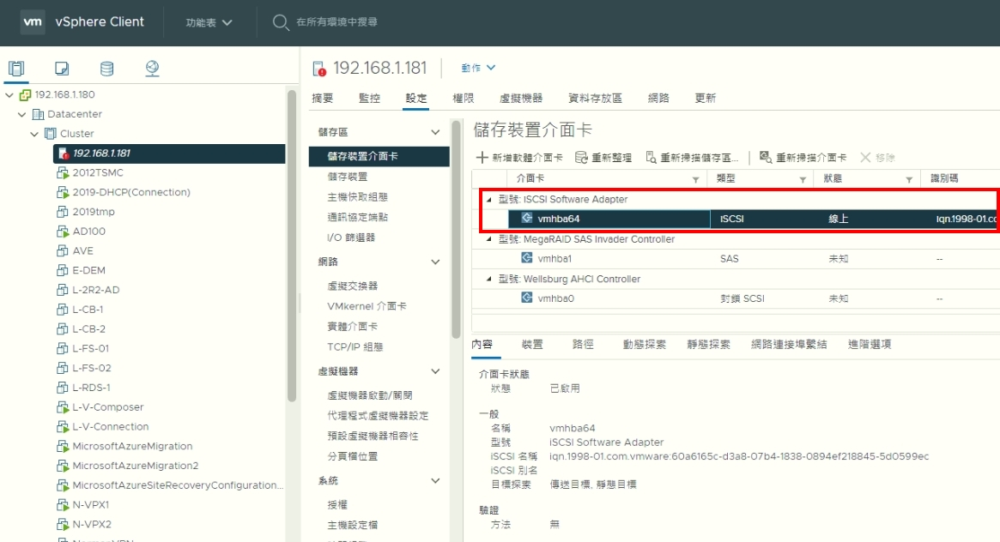 vm vSphere Client 功能表 在所有環境中搜尋
192.168.1.180
Datacenter
Cluster
192.168.1.181
2012TSMC
2019-DHCP(Connection)
2019tmp
AD100
AVE
E-DEM
L-2R2-AD
L-CB-1
L-CB-2
L-FS-01
L-FS-02
L-RDS-1
L-V-Composer
L-V-Connection
MicrosoftAzureMigration
MicrosoftAzureMigration2
MicrosoftAzureSiteRecoveryConfiguration...
N-VPX1
N-VPX2
192.168.1.181 動作
摘要 監控 設定 權限 虛擬機器 資料存放區 網路 更新
儲存區
儲存裝置介面卡
儲存裝置
主機快取組態
通訊協定端點
I/O 篩選器
網路
虛擬交換器
VMkernel 介面卡
實體介面卡
TCP/IP 組態
虛擬機器
虛擬機器啟動/關閉
代理程式虛擬機器設定
預設虛擬機器相容性
分頁檔位置
系統
授權
主機設定檔
儲存裝置介面卡
新增軟體介面卡 重新整理 重新掃描儲存區... 重新掃描介面卡 移除
介面卡 類型 狀態 識別碼
型號: iSCSI Software Adapter
vmhba64 iSCSI 線上 iqn.1998-01.co
型號: MegaRAID SAS Invader Controller
vmhba1 SAS 未知 --
型號: Wellsburg AHCI Controller
vmhba0 封鎖 SCSI 未知 --
內容 裝置 路徑 動態探索 靜態探索 網路連接埠繫結 進階選項
介面卡狀態
狀態 已啟用
一般
名稱 vmhba64
型號 iSCSI Software Adapter
iSCSI 名稱 iqn.1998-01.com.vmware:60a6165c-d3a8-07b4-1838-0894ef218845-5d0599ec
iSCSI 別名
目標探索 傳送目標, 靜態目標
驗證
方法 無